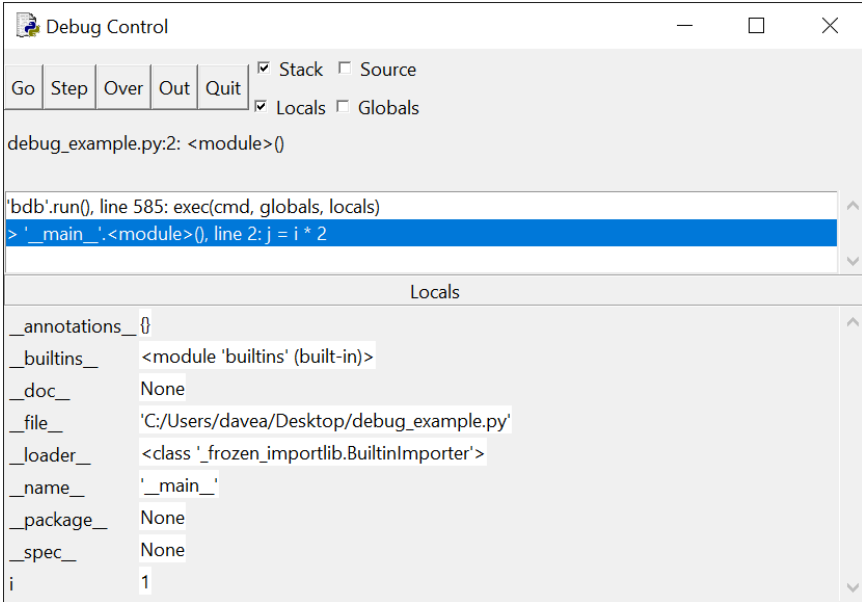 Debug Control
Go Step Over Out Quit Stack Source
Locals Globals
debug_example.py:2: <module>()
'bdb'.run(), line 585: exec(cmd, globals, locals)
> '__main__'.<module>(), line 2: j = i * 2
Locals
__annotations__ {}
__builtins__ <module 'builtins' (built-in)>
__doc__ None
__file__ 'C:/Users/davea/Desktop/debug_example.py'
__loader__ <class '_frozen_importlib.BuiltinImporter'>
__name__ '__main__'
__package__ None
__spec__ None
i 1